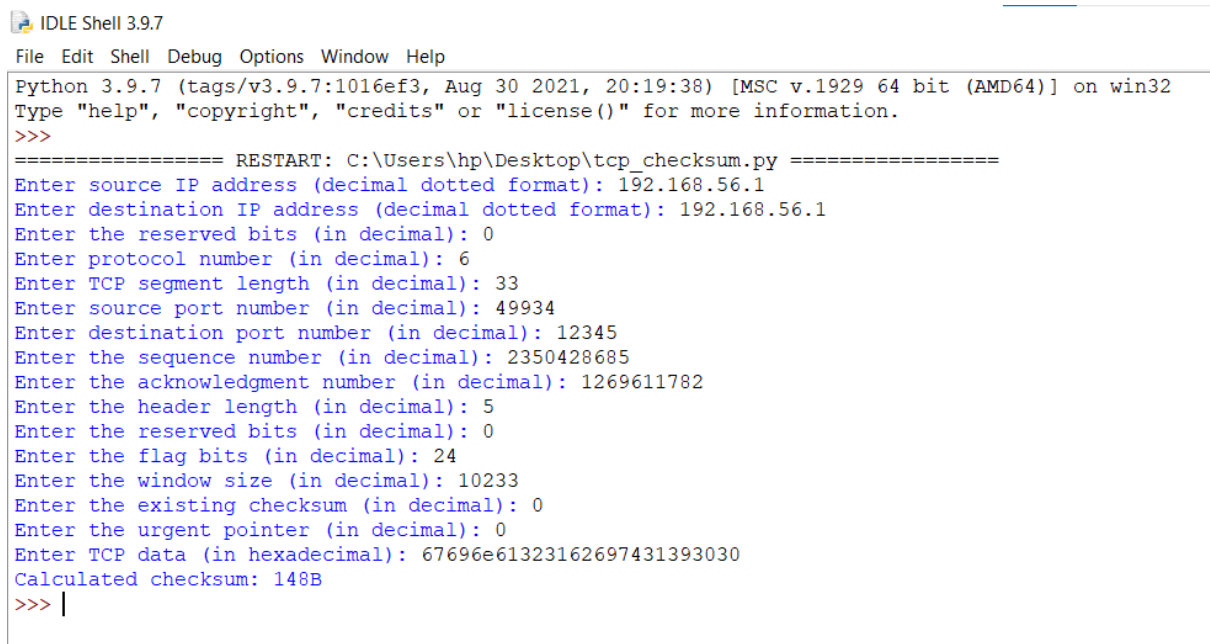 IDLE Shell 3.9.7
File Edit Shell Debug Options Window Help
Python 3.9.7 (tags/v3.9.7:1016ef3, Aug 30 2021, 20:19:38) [MSC v.1929 64 bit (AMD64)] on win32
Type "help", "copyright", "credits" or "license()" for more information.
>>>
================= RESTART: C:\Users\hp\Desktop\tcp_checksum.py =================
Enter source IP address (decimal dotted format): 192.168.56.1
Enter destination IP address (decimal dotted format): 192.168.56.1
Enter the reserved bits (in decimal): 0
Enter protocol number (in decimal): 6
Enter TCP segment length (in decimal): 33
Enter source port number (in decimal): 49934
Enter destination port number (in decimal): 12345
Enter the sequence number (in decimal): 2350428685
Enter the acknowledgment number (in decimal): 1269611782
Enter the header length (in decimal): 5
Enter the reserved bits (in decimal): 0
Enter the flag bits (in decimal): 24
Enter the window size (in decimal): 10233
Enter the existing checksum (in decimal): 0
Enter the urgent pointer (in decimal): 0
Enter TCP data (in hexadecimal): 67696e61323162697431393030
Calculated checksum: 148B
>>>